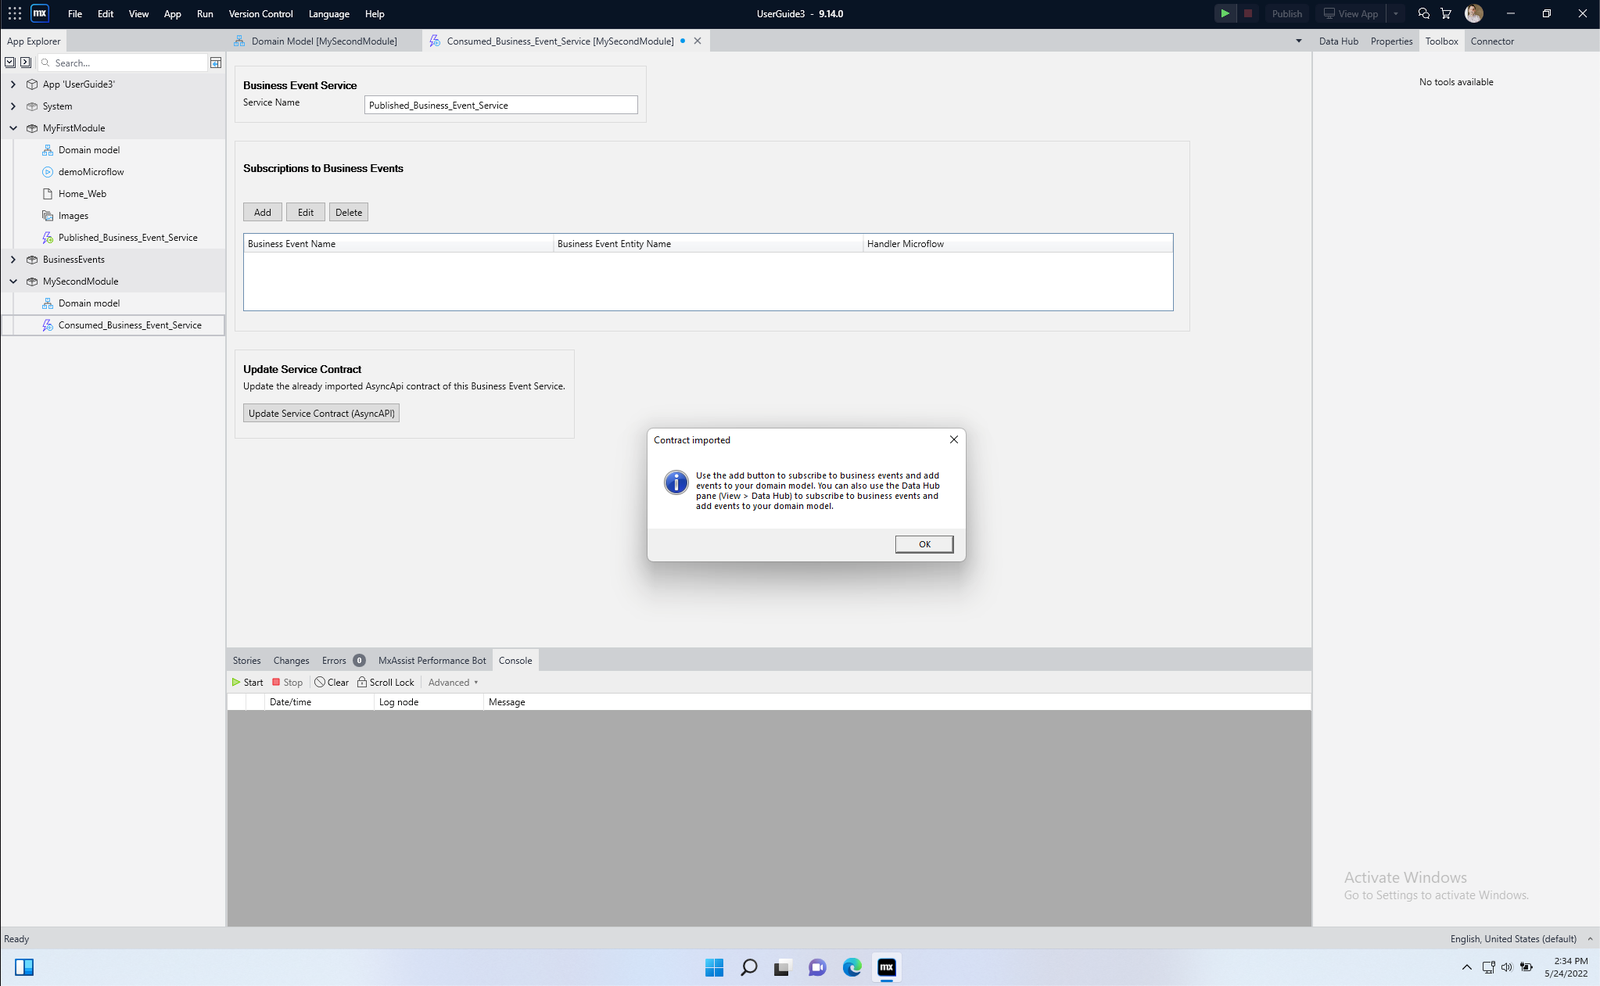 mx File Edit View App Run Version Control Language Help UserGuide3 - 9.14.0 Publish View App
App Explorer
Domain Model [MySecondModule] Consumed_Business_Event_Service [MySecondModule]
Data Hub Properties Toolbox Connector
Search...
App 'UserGuide3'
System
MyFirstModule
Domain model
demoMicroflow
Home_Web
Images
Published_Business_Event_Service
BusinessEvents
MySecondModule
Domain model
Consumed_Business_Event_Service
Business Event Service
Service Name Published_Business_Event_Service
Subscriptions to Business Events
Add Edit Delete
Business Event Name Business Event Entity Name Handler Microflow
Update Service Contract
Update the already imported AsyncApi contract of this Business Event Service.
Update Service Contract (AsyncAPI)
Contract imported
Use the add button to subscribe to business events and add
events to your domain model. You can also use the Data Hub
pane (View > Data Hub) to subscribe to business events and
add events to your domain model.
OK
No tools available
Stories Changes Errors 0 MxAssist Performance Bot Console
Start Stop Clear Scroll Lock Advanced
Date/time Log node Message
Activate Windows
Go to Settings to activate Windows.
Ready
English, United States (default)
mx
2:34 PM
5/24/2022